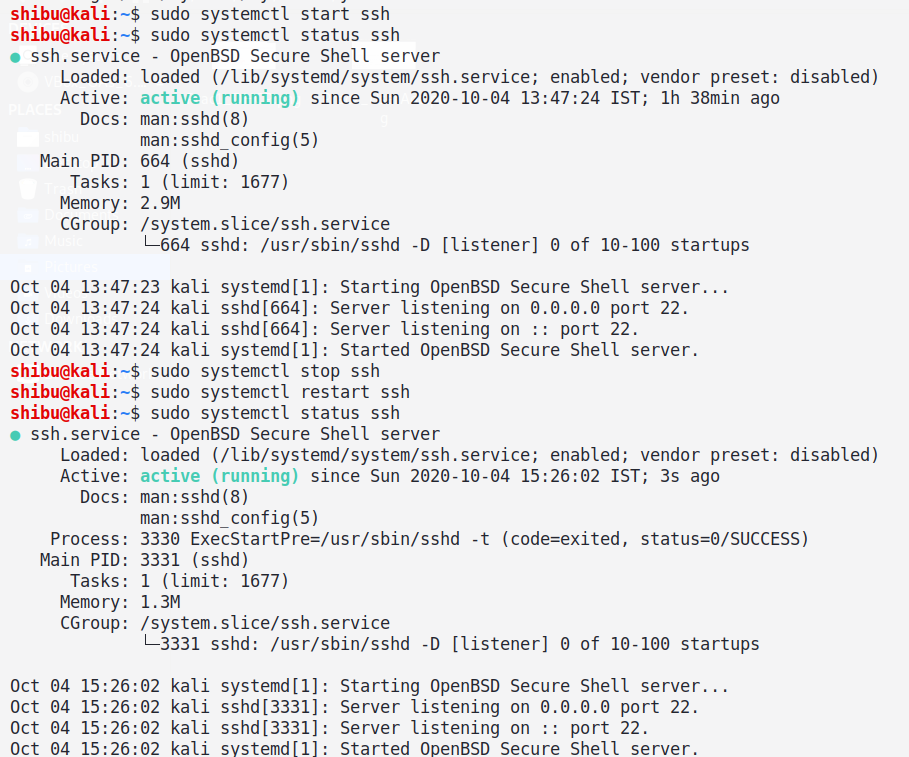 shibu@kali:~$ sudo systemctl start ssh
shibu@kali:~$ sudo systemctl status ssh
● ssh.service - OpenBSD Secure Shell server
     Loaded: loaded (/lib/systemd/system/ssh.service; enabled; vendor preset: disabled)
     Active: active (running) since Sun 2020-10-04 13:47:24 IST; 1h 38min ago
       Docs: man:sshd(8)
             man:sshd_config(5)
   Main PID: 664 (sshd)
      Tasks: 1 (limit: 1677)
     Memory: 2.9M
     CGroup: /system.slice/ssh.service
             └─664 sshd: /usr/sbin/sshd -D [listener] 0 of 10-100 startups

Oct 04 13:47:23 kali systemd[1]: Starting OpenBSD Secure Shell server...
Oct 04 13:47:24 kali sshd[664]: Server listening on 0.0.0.0 port 22.
Oct 04 13:47:24 kali sshd[664]: Server listening on :: port 22.
Oct 04 13:47:24 kali systemd[1]: Started OpenBSD Secure Shell server.
shibu@kali:~$ sudo systemctl stop ssh
shibu@kali:~$ sudo systemctl restart ssh
shibu@kali:~$ sudo systemctl status ssh
● ssh.service - OpenBSD Secure Shell server
     Loaded: loaded (/lib/systemd/system/ssh.service; enabled; vendor preset: disabled)
     Active: active (running) since Sun 2020-10-04 15:26:02 IST; 3s ago
       Docs: man:sshd(8)
             man:sshd_config(5)
    Process: 3330 ExecStartPre=/usr/sbin/sshd -t (code=exited, status=0/SUCCESS)
   Main PID: 3331 (sshd)
      Tasks: 1 (limit: 1677)
     Memory: 1.3M
     CGroup: /system.slice/ssh.service
             └─3331 sshd: /usr/sbin/sshd -D [listener] 0 of 10-100 startups

Oct 04 15:26:02 kali systemd[1]: Starting OpenBSD Secure Shell server...
Oct 04 15:26:02 kali sshd[3331]: Server listening on 0.0.0.0 port 22.
Oct 04 15:26:02 kali sshd[3331]: Server listening on :: port 22.
Oct 04 15:26:02 kali systemd[1]: Started OpenBSD Secure Shell server.
PLACES
shibu
Music
Pictures